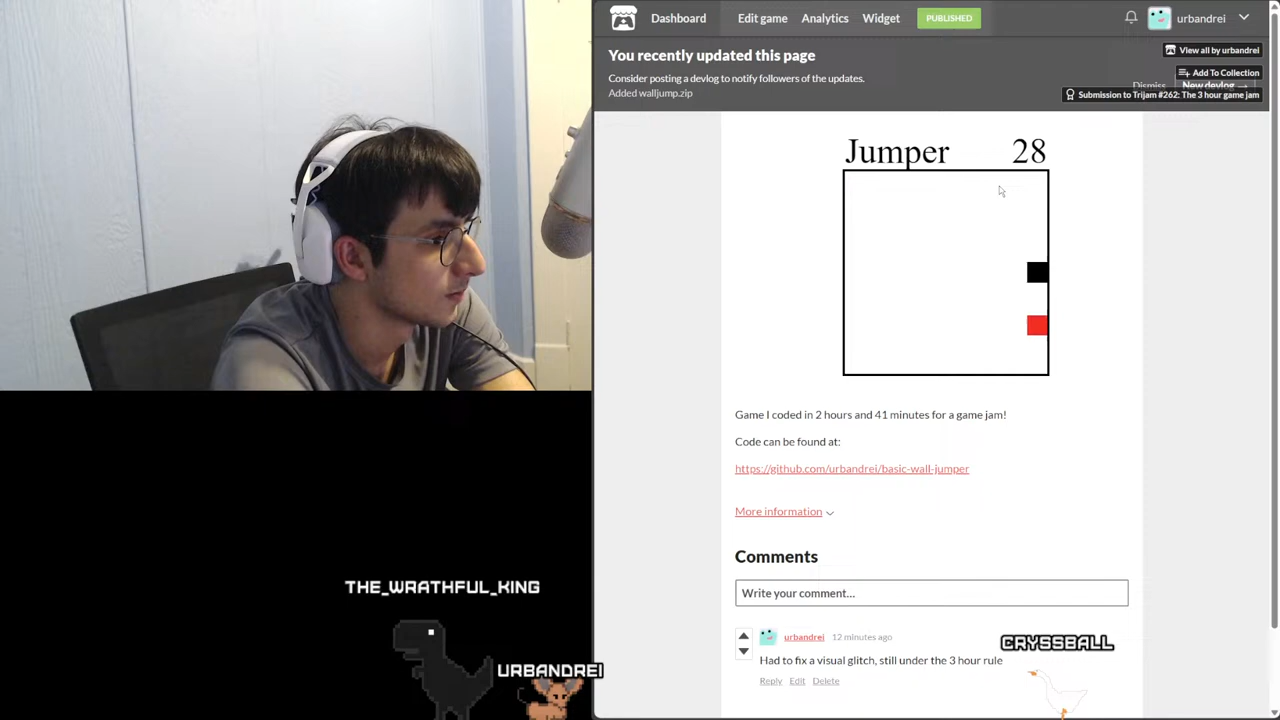 Dashboard Edit game Analytics Widget PUBLISHED urbandrei
You recently updated this page
View all by urbandrei
Consider posting a devlog to notify followers of the updates.
Add To Collection
Dismiss New devlog
Added walljump.zip
Submission to Trijam #262: The 3 hour game jam
Jumper 28
Game I coded in 2 hours and 41 minutes for a game jam!
Code can be found at:
https://github.com/urbandrei/basic-wall-jumper
More information
Comments
Write your comment...
urbandrei 12 minutes ago
Had to fix a visual glitch, still under the 3 hour rule
Reply Edit Delete
THE_WRATHFUL_KING
URBANDREI
CRYSSBALL